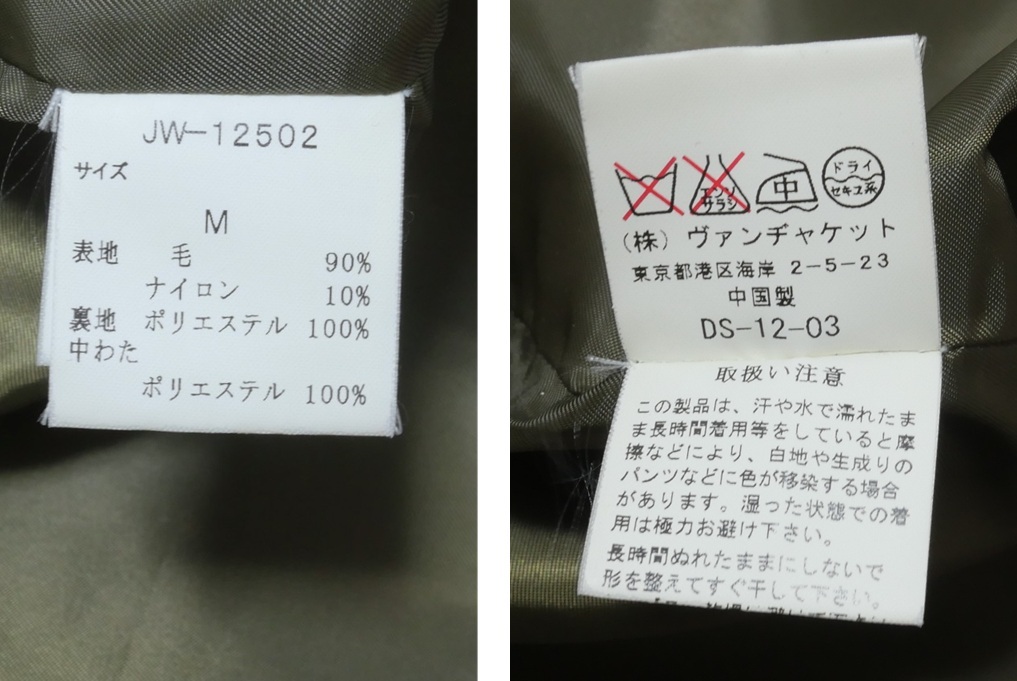 JW-12502
サイズ
M
表地 毛 90%
ナイロン 10%
裏地 ポリエステル 100%
中わた
ポリエステル 100%
エンソ
サラシ
中
ドライ
セキユ系
(株) ヴァンヂャケット
東京都港区海岸 2-5-23
中国製
DS-12-03
取扱い注意
この製品は、汗や水で濡れたま
ま長時間着用等をしていると摩
擦などにより、白地や生成りの
パンツなどに色が移染する場合
があります。湿った状態での着
用は極力お避け下さい。
長時間ぬれたままにしないで
形を整えてすぐ干して下さい。